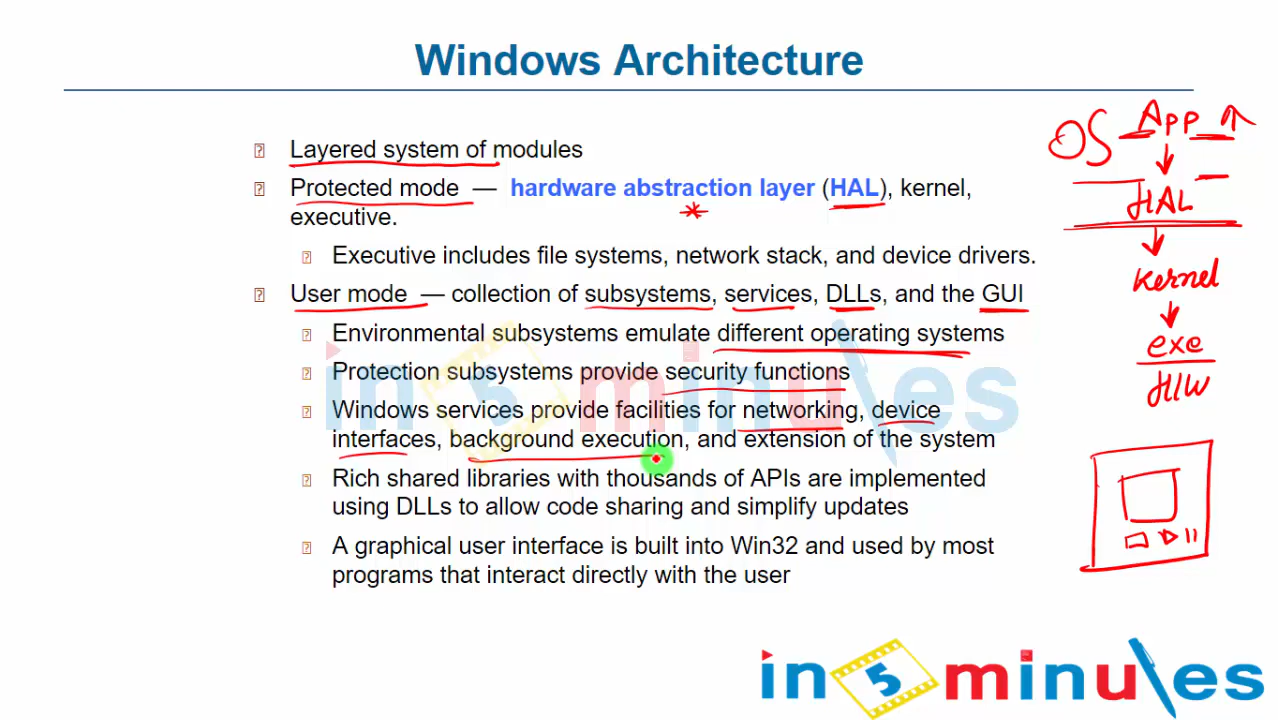 Windows Architecture
Layered system of modules
Protected mode — hardware abstraction layer (HAL), kernel,
executive.
Executive includes file systems, network stack, and device drivers.
User mode — collection of subsystems, services, DLLs, and the GUI
Environmental subsystems emulate different operating systems
Protection subsystems provide security functions
Windows services provide facilities for networking, device
interfaces, background execution, and extension of the system
Rich shared libraries with thousands of APIs are implemented
using DLLs to allow code sharing and simplify updates
A graphical user interface is built into Win32 and used by most
programs that interact directly with the user
OS App
HAL
Kernel
exe
H/W
in 5 minutes
in 5 minutes